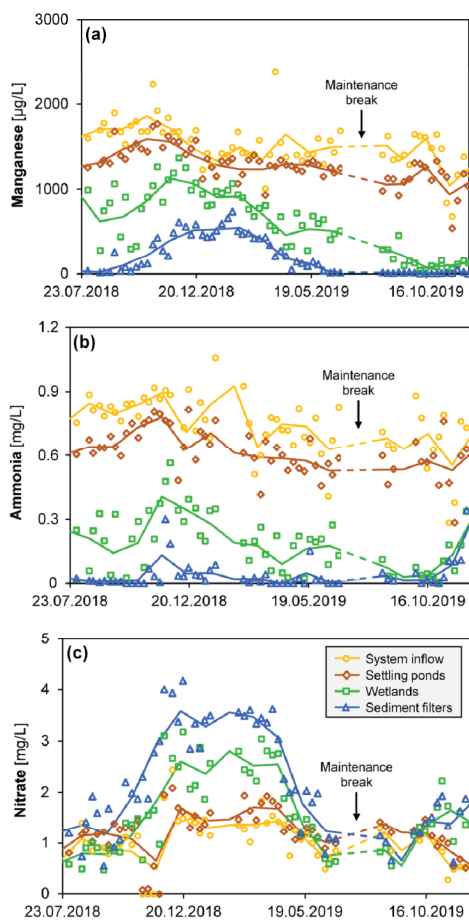 (a)
Manganese [µg/L]
3000
2000
1000
0
Maintenance
break
23.07.2018
20.12.2018
19.05.2019
16.10.2019
(b)
Ammonia [mg/L]
1.2
0.9
0.6
0.3
0
Maintenance
break
23.07.2018
20.12.2018
19.05.2019
16.10.2019
(c)
Nitrate [mg/L]
5
4
3
2
1
0
System inflow
Settling ponds
Wetlands
Sediment filters
Maintenance
break
23.07.2018
20.12.2018
19.05.2019
16.10.2019